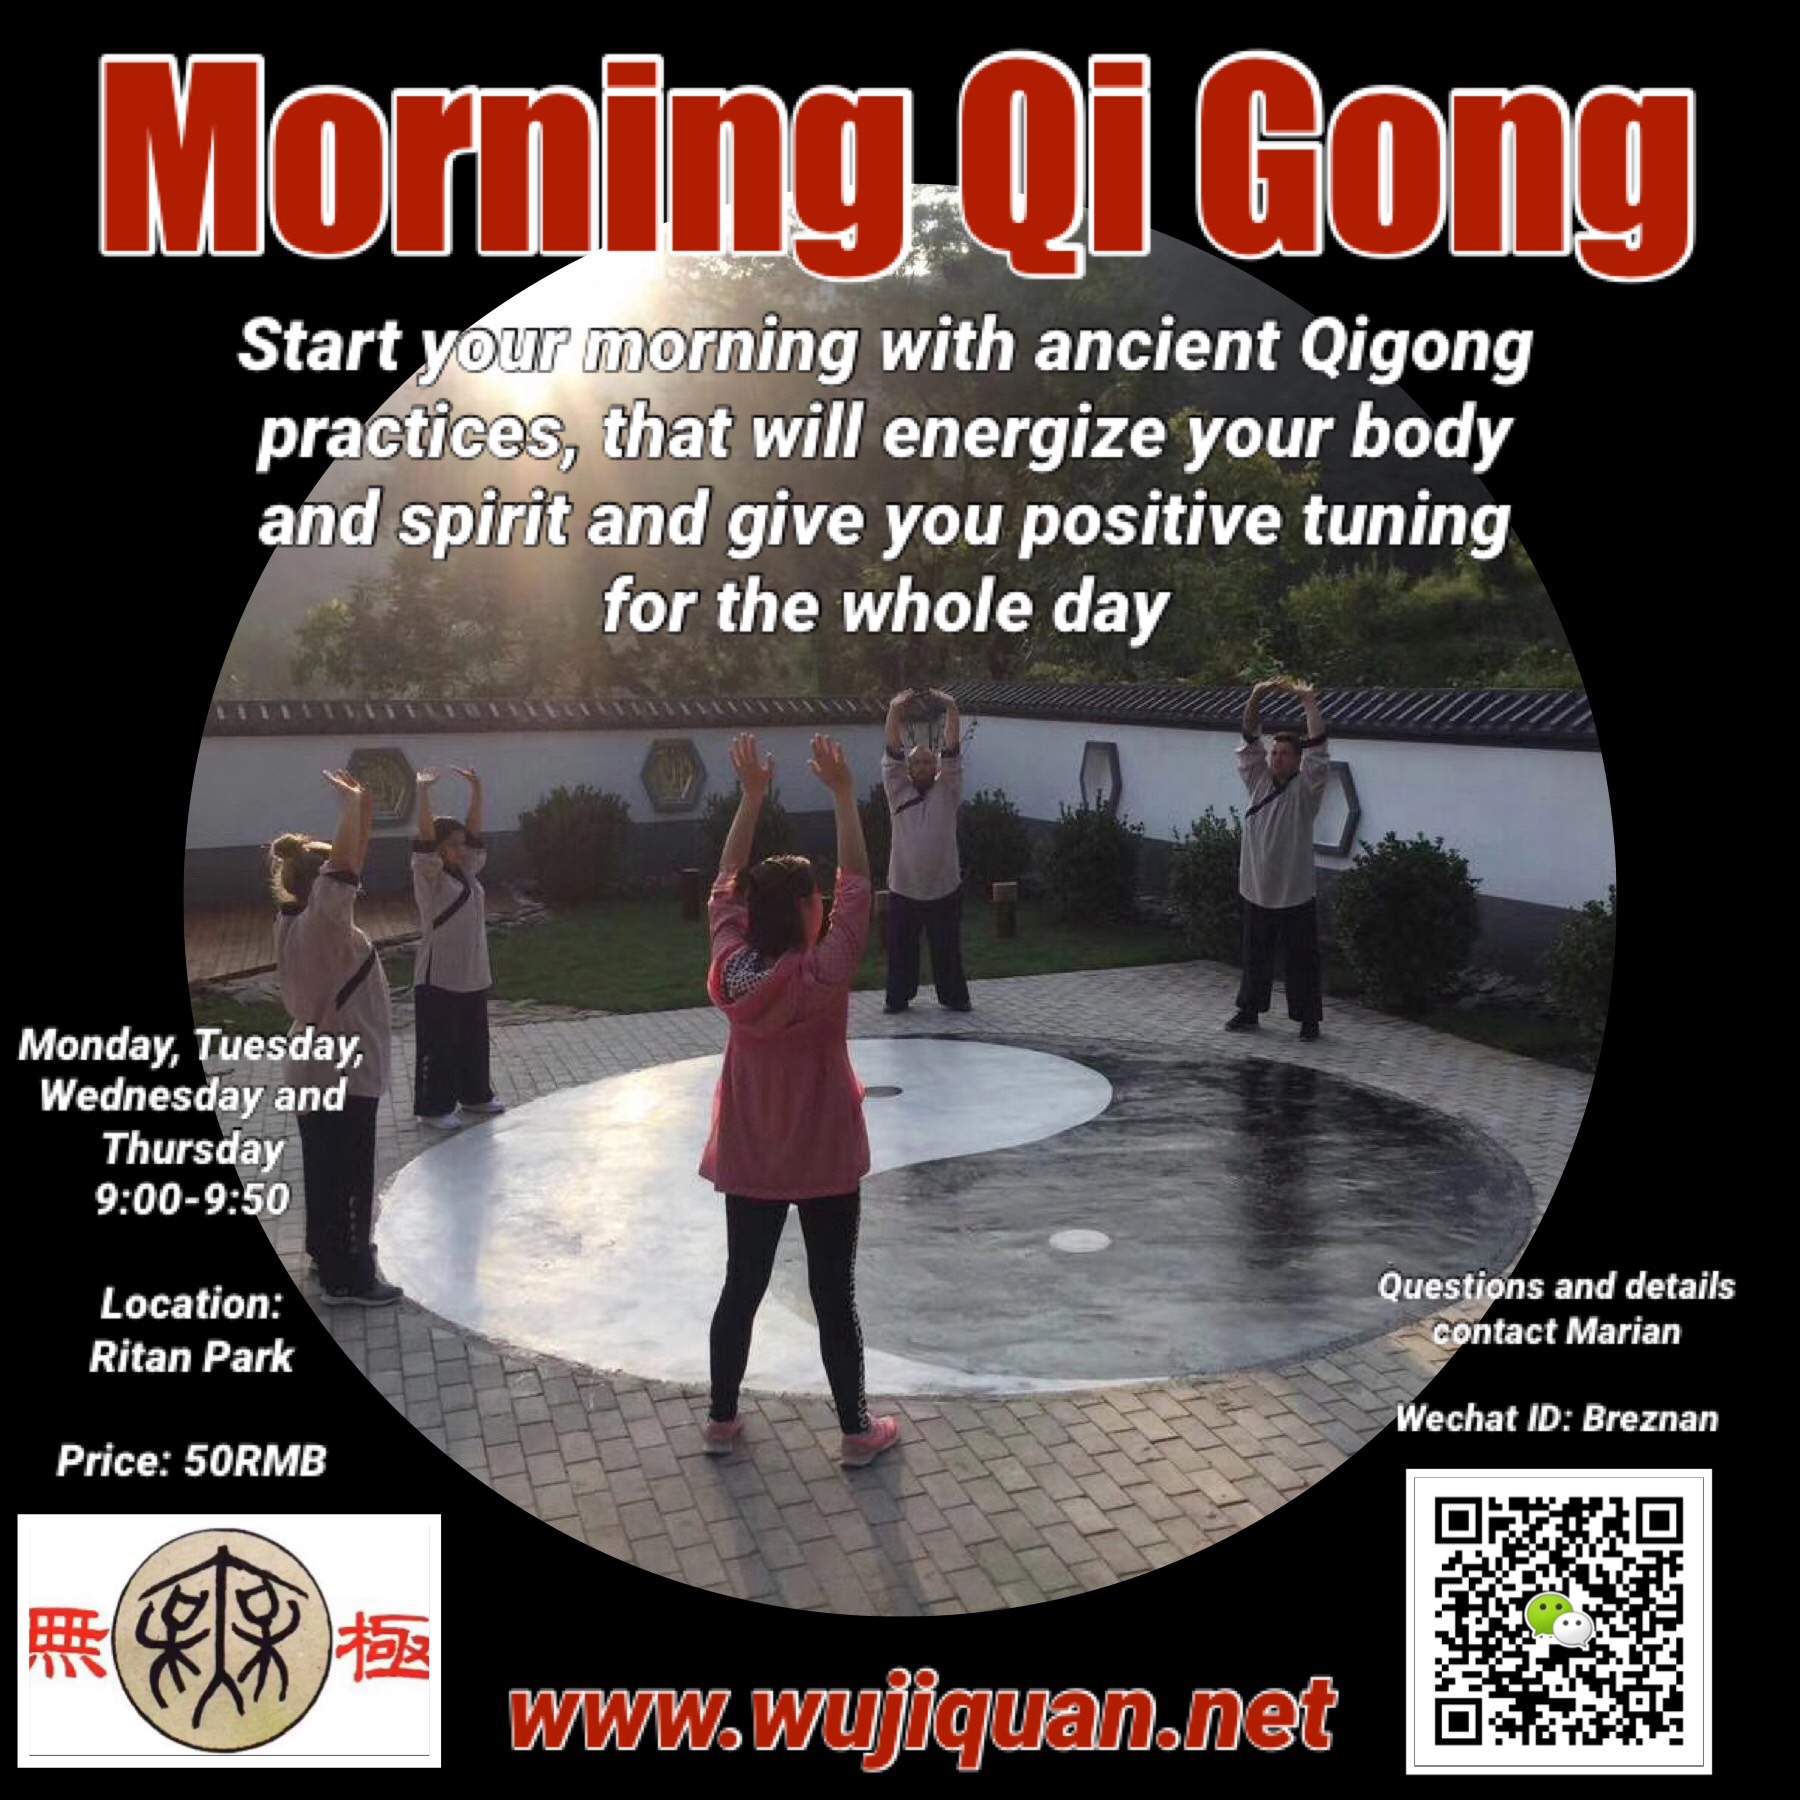 Morning Qi Gong
Start your morning with ancient Qigong
practices, that will energize your body
and spirit and give you positive tuning
for the whole day
Monday, Tuesday,
Wednesday and
Thursday
9:00-9:50
Location:
Ritan Park
Price: 50RMB
Questions and details
contact Marian
Wechat ID: Breznan
無 極
www.wujiquan.net